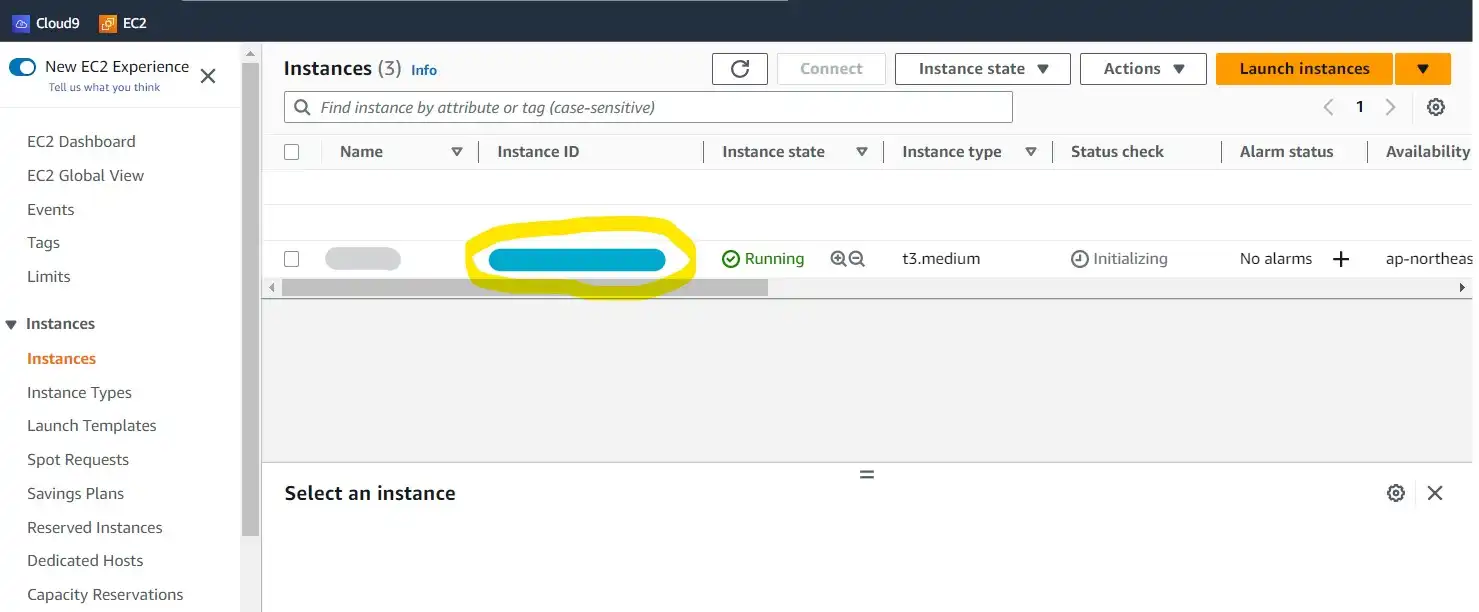 Cloud9 EC2
New EC2 Experience
Tell us what you think
EC2 Dashboard
EC2 Global View
Events
Tags
Limits
Instances
Instances
Instance Types
Launch Templates
Spot Requests
Savings Plans
Reserved Instances
Dedicated Hosts
Capacity Reservations
Instances (3) Info
Connect Instance state Actions Launch instances
Find instance by attribute or tag (case-sensitive)
1
Name Instance ID Instance state Instance type Status check Alarm status Availability
Running t3.medium Initializing No alarms + ap-northeas
Select an instance